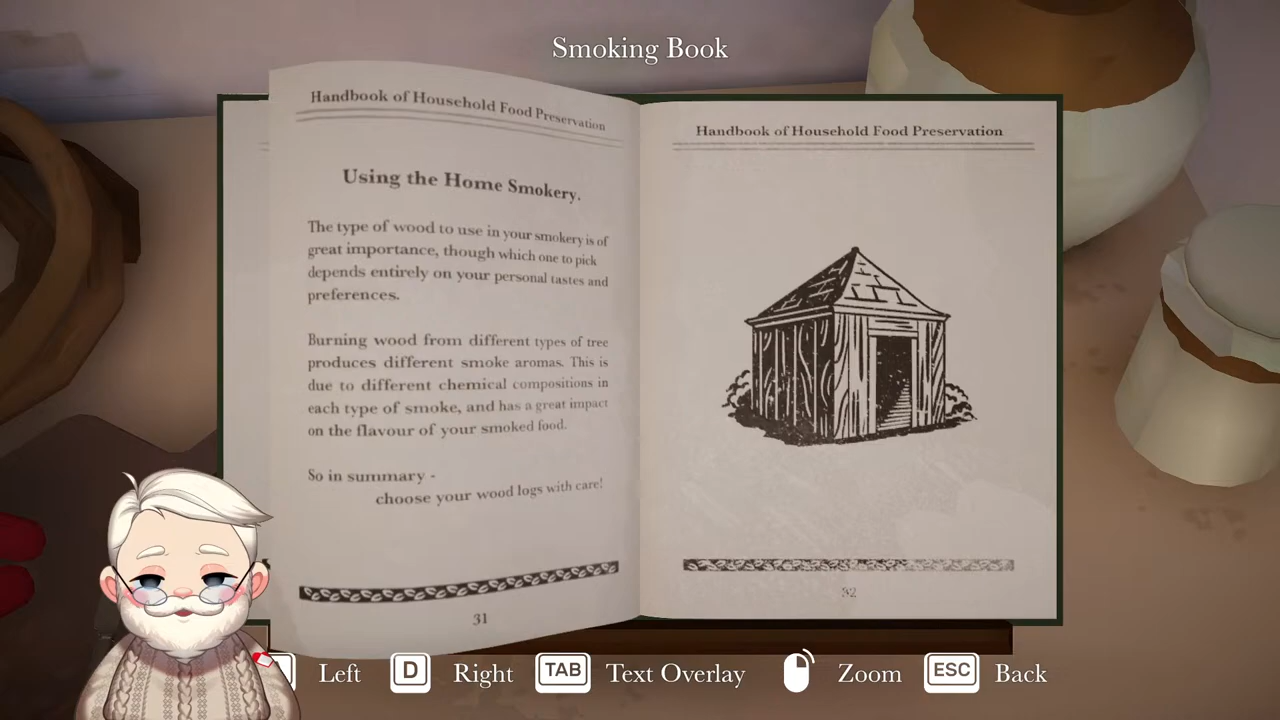 Smoking Book
Handbook of Household Food Preservation
Using the Home Smokery.
The type of wood to use in your smokery is of
great importance, though which one to pick
depends entirely on your personal tastes and
preferences.
Burning wood from different types of tree
produces different smoke aromas. This is
due to different chemical compositions in
each type of smoke, and has a great impact
on the flavour of your smoked food.
So in summary -
choose your wood logs with care!
31
Handbook of Household Food Preservation
32
Left
D Right
TAB Text Overlay
Zoom
ESC Back